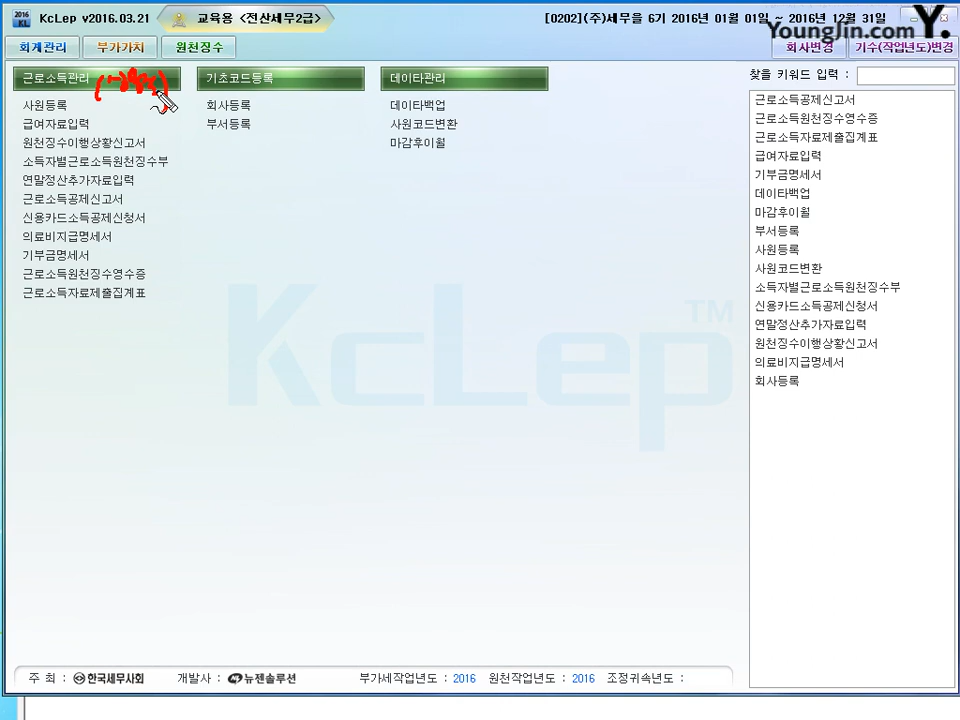 2016 KL KcLep v2016.03.21 교육용 <전산세무2급> [0202](주)세무을 6기 2016년 01월 01일 ~ 2016년 12월 31일
YoungJin.com Y.
회계관리 부가가치 원천징수 회사변경 기수(작업년도)변경
근로소득관리 기초코드등록 데이타관리 찾을 키워드 입력 :
사원등록 회사등록 데이타백업
급여자료입력 부서등록 사원코드변환
원천징수이행상황신고서 마감후이월
소득자별근로소득원천징수부
연말정산추가자료입력
근로소득공제신고서
신용카드소득공제신청서
의료비지급명세서
기부금명세서
근로소득원천징수영수증
근로소득자료제출집계표
근로소득공제신고서
근로소득원천징수영수증
근로소득자료제출집계표
급여자료입력
기부금명세서
데이타백업
마감후이월
부서등록
사원등록
사원코드변환
소득자별근로소득원천징수부
신용카드소득공제신청서
연말정산추가자료입력
원천징수이행상황신고서
의료비지급명세서
회사등록
KcLep TM
주 최 : 한국세무사회 개발사 : 뉴젠솔루션 부가세작업년도 : 2016 원천작업년도 : 2016 조정귀속년도 :